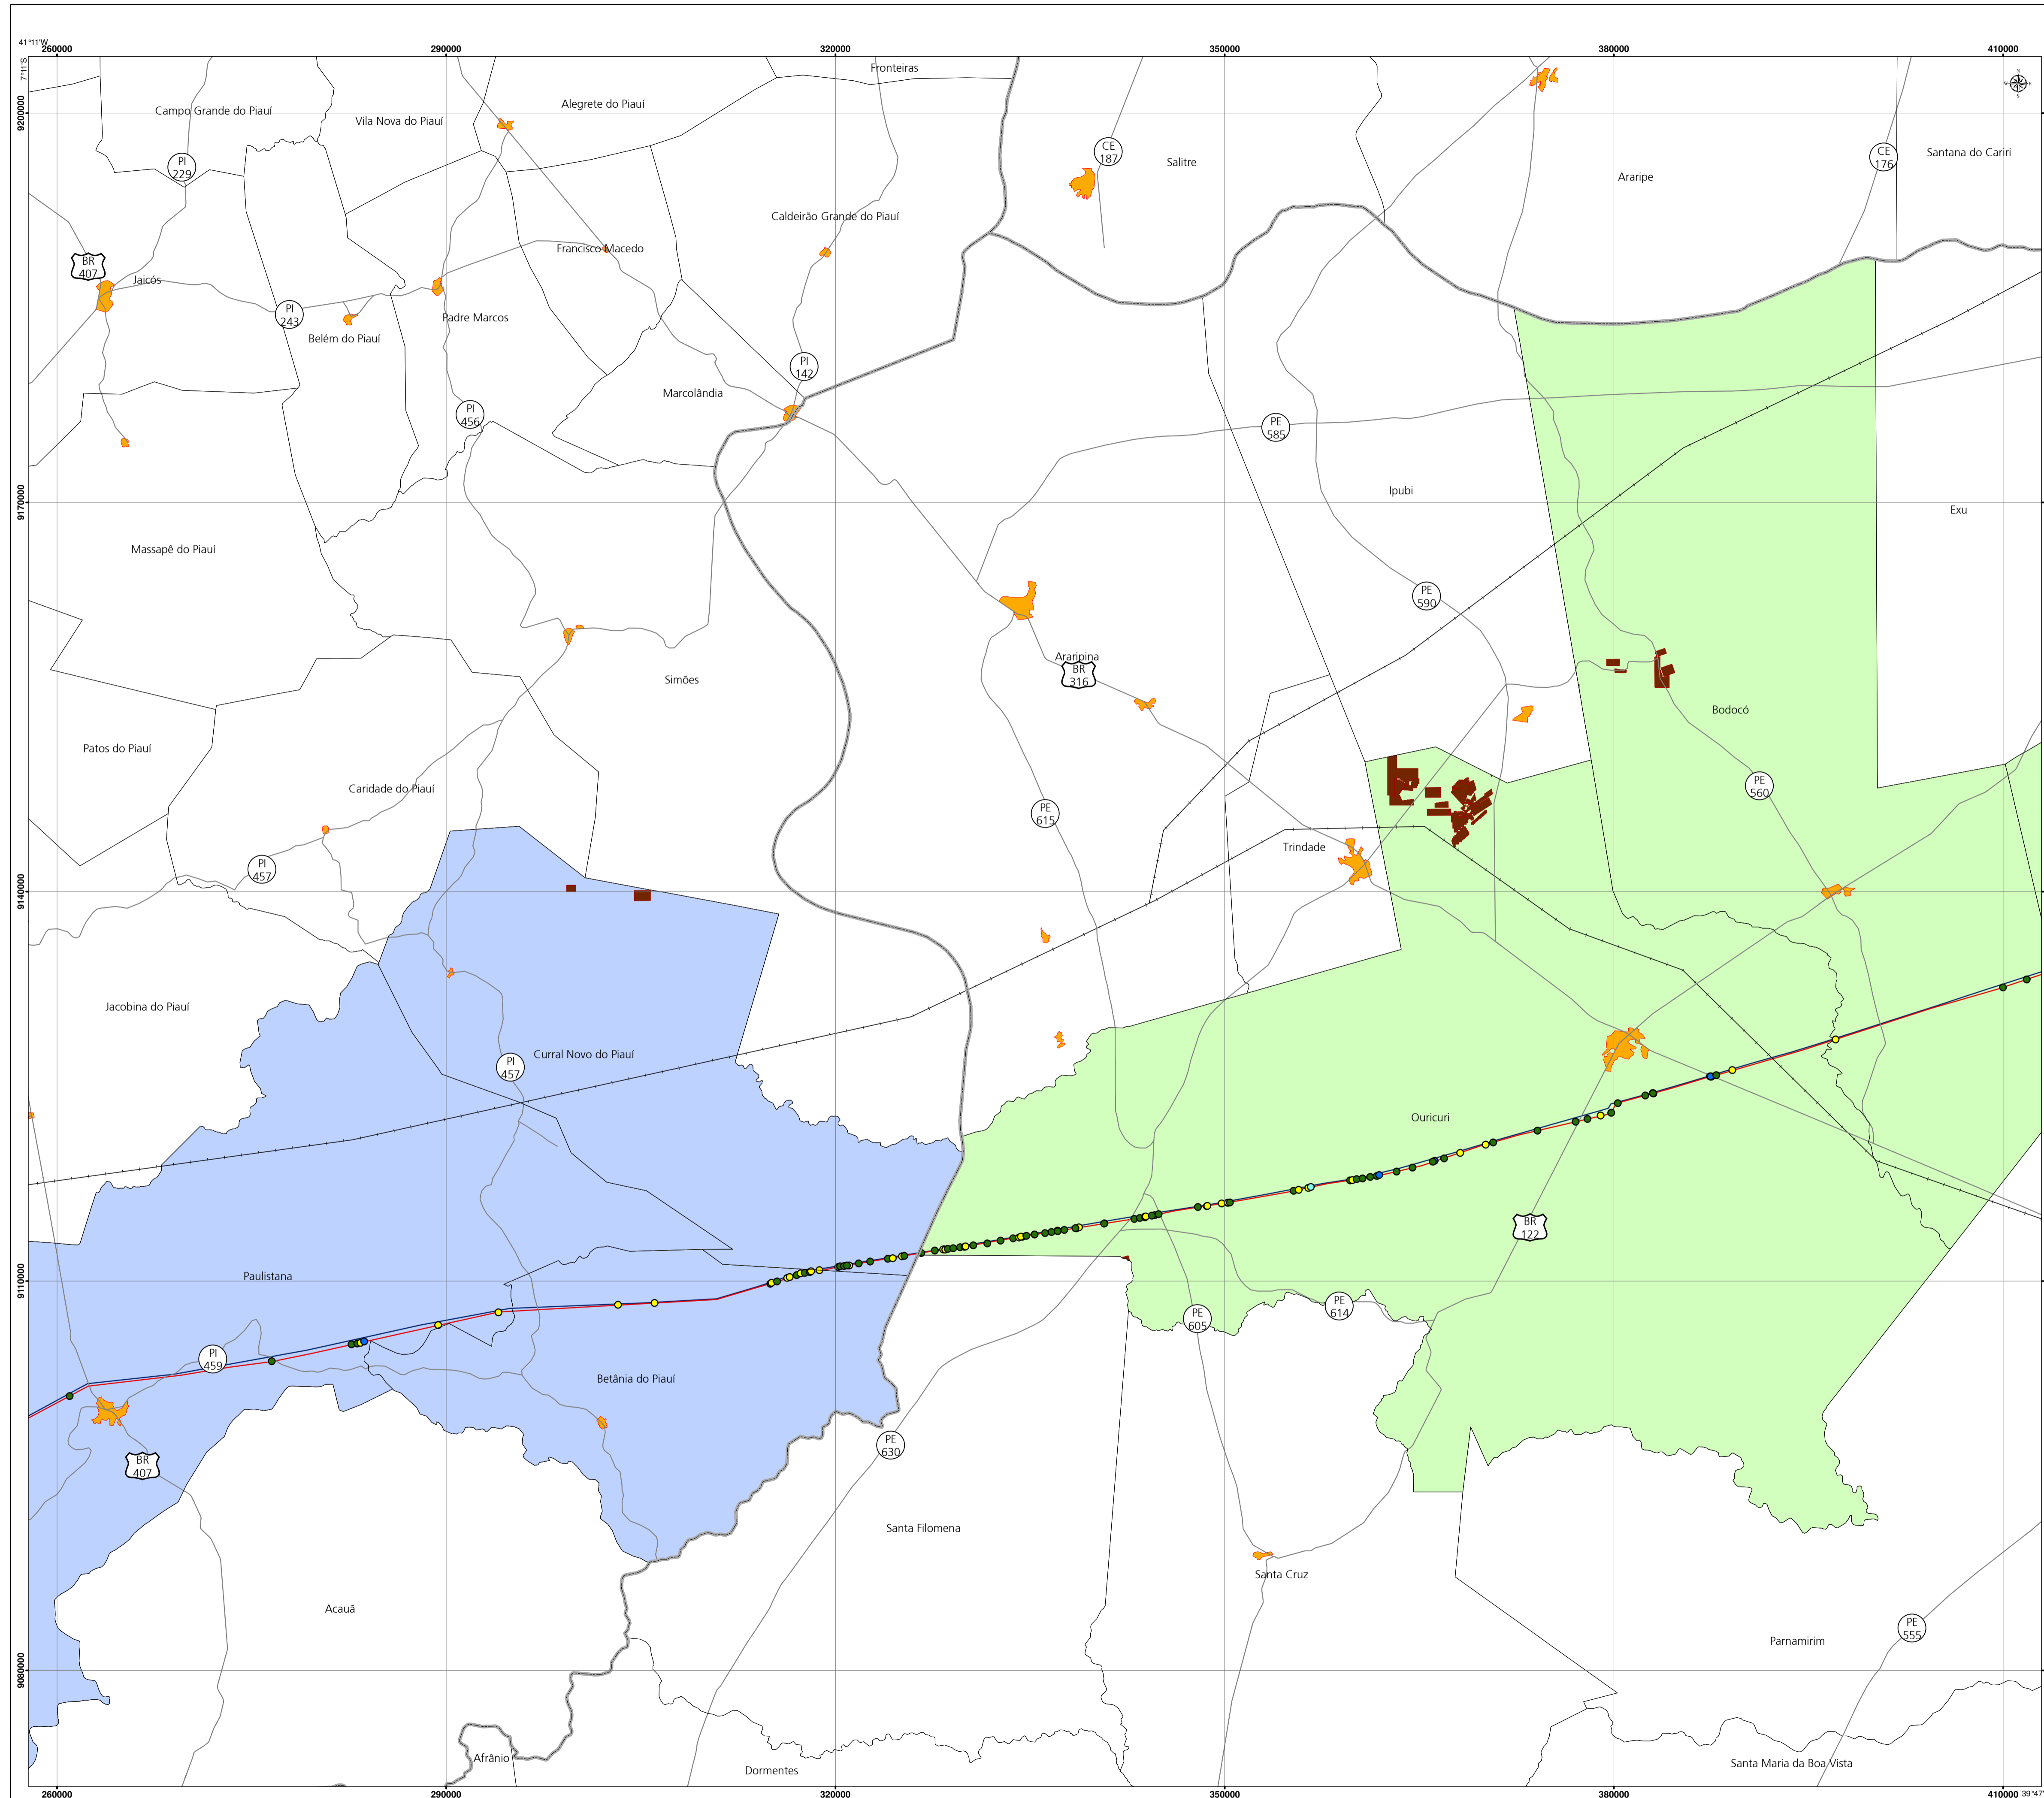 41°11'W
260000
290000
320000
350000
380000
410000
7°11'S
9200000
9170000
9140000
9110000
9080000
Fronteiras
Campo Grande do Piauí
Vila Nova do Piauí
Alegrete do Piauí
PI
229
CE
187
Salitre
Araripe
CE
176
Santana do Cariri
N
S
Caldeirão Grande do Piauí
Francisco Macedo
BR
407
Jaicós
PI
243
Padre Marcos
Belém do Piauí
PI
142
Marcolândia
PI
456
PE
585
Ipubi
Exu
Massapê do Piauí
PE
590
Araripina
BR
316
Simões
Bodocó
Patos do Piauí
Caridade do Piauí
PE
560
PE
615
Trindade
PI
457
Jacobina do Piauí
Curral Novo do Piauí
PI
457
Ouricuri
BR
122
Paulistana
PE
605
PE
614
PI
459
Betânia do Piauí
BR
407
PE
630
Santa Filomena
Santa Cruz
Acauã
PE
555
Parnamirim
Afrânio
Dormentes
Santa Maria da Boa Vista
260000
290000
320000
350000
380000
410000
39°47'